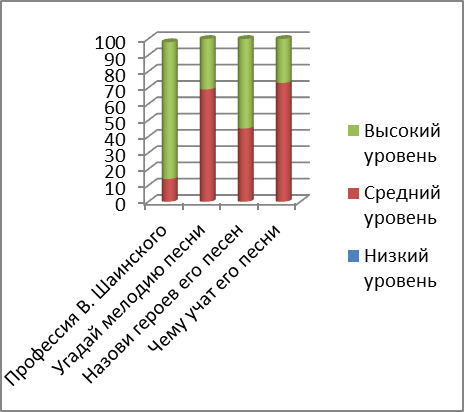 100
90
80
70
60
50
40
30
20
10
0
Профессия В. Шаинского
Угадай мелодию песни
Назови героев его песен
Чему учат его песни
Высокий
уровень
Средний
уровень
Низкий
уровень